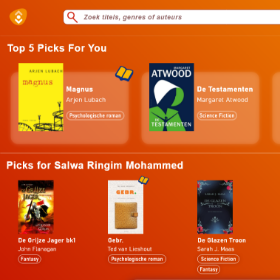 Zoek titels, genres of auteurs
Top 5 Picks For You
ARJEN LUBACH
magnus
Magnus
Arjen Lubach
Psychologische roman
MARGARET
ATWOOD
DE
TESTAMENTEN
De Testamenten
Margaret Atwood
Science Fiction
Picks for Salwa Ringim Mohammed
Grijze
Jager
GEBR.
De Grijze Jager bk1
John Flanagan
Fantasy
Gebr.
Ted van Lieshout
Psychologische roman
De Glazen Troon
Sarah J. Maas
Science Fiction
Fantasy